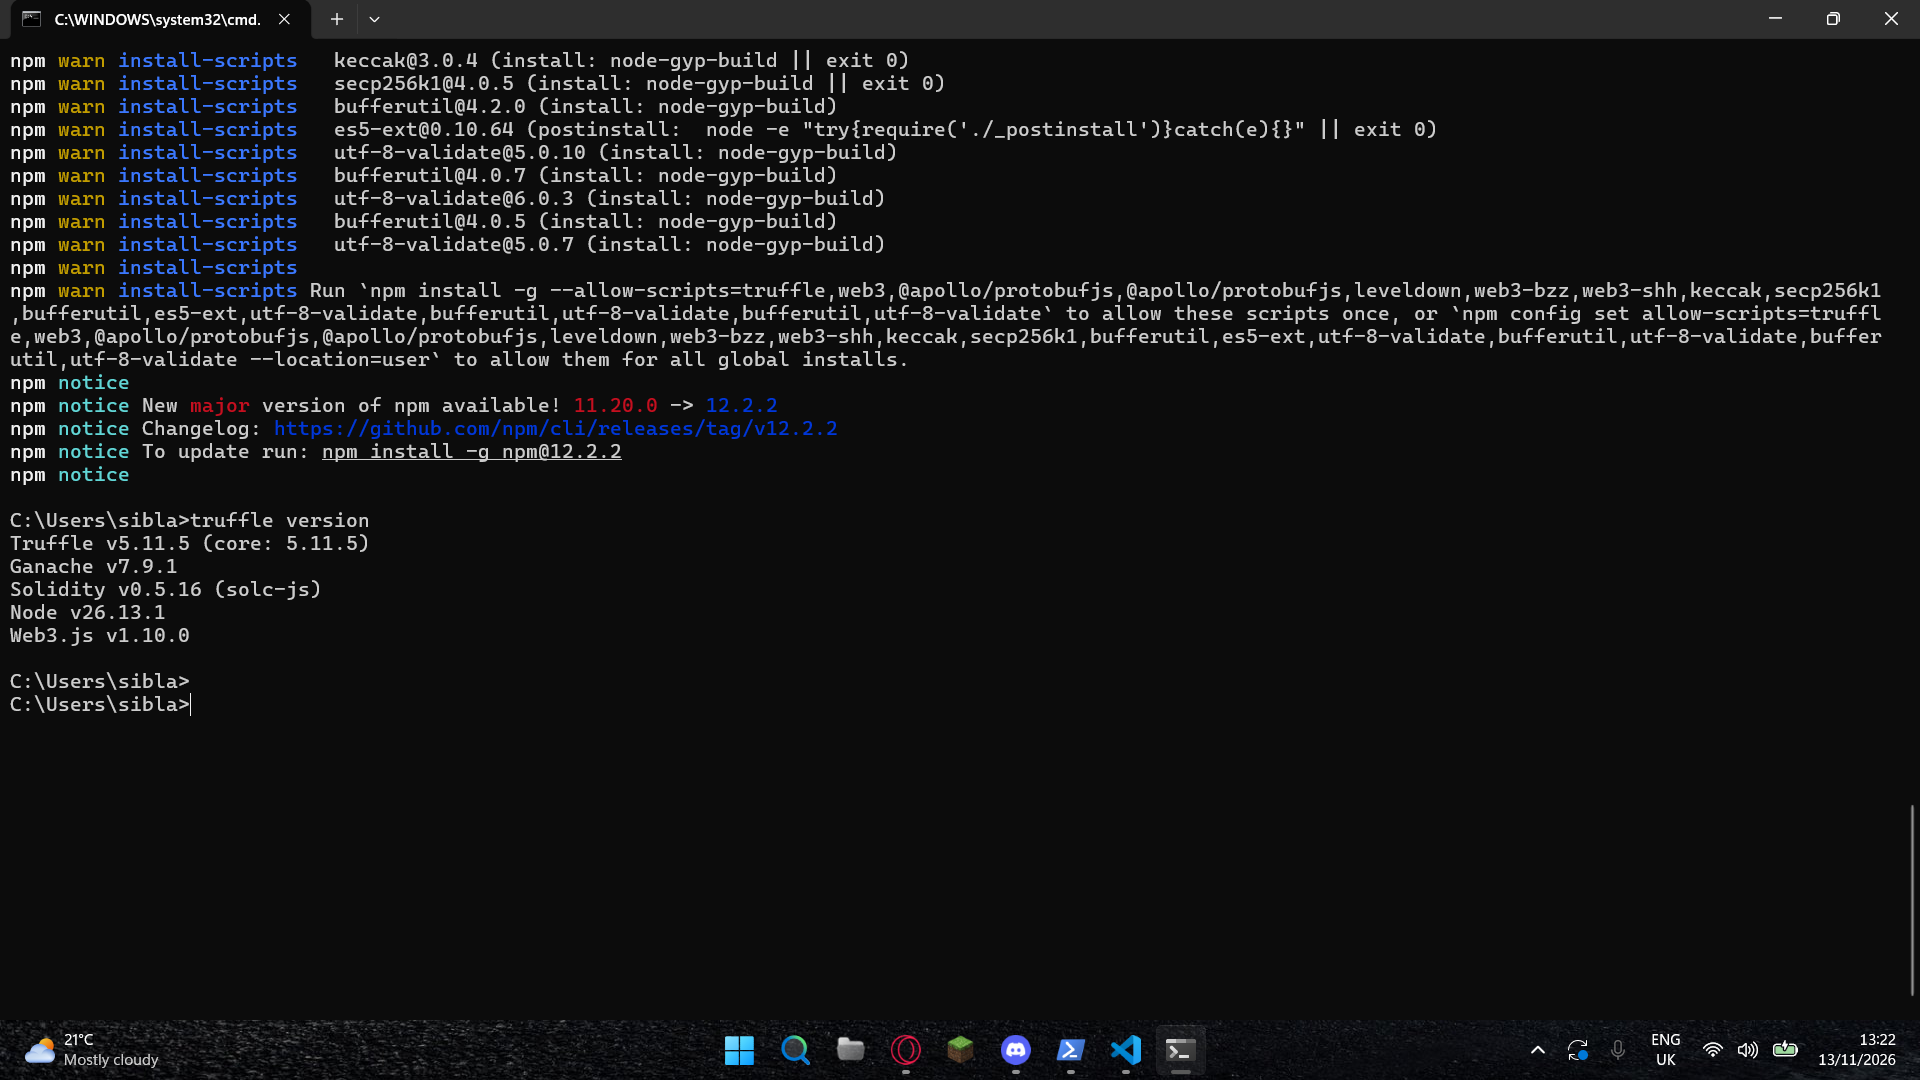 C:\WINDOWS\system32\cmd.
npm warn install-scripts   keccak@3.0.4 (install: node-gyp-build || exit 0)
npm warn install-scripts   secp256k1@4.0.5 (install: node-gyp-build || exit 0)
npm warn install-scripts   bufferutil@4.2.0 (install: node-gyp-build)
npm warn install-scripts   es5-ext@0.10.64 (postinstall:  node -e "try{require('./_postinstall')}catch(e){}" || exit 0)
npm warn install-scripts   utf-8-validate@5.0.10 (install: node-gyp-build)
npm warn install-scripts   bufferutil@4.0.7 (install: node-gyp-build)
npm warn install-scripts   utf-8-validate@6.0.3 (install: node-gyp-build)
npm warn install-scripts   bufferutil@4.0.5 (install: node-gyp-build)
npm warn install-scripts   utf-8-validate@5.0.7 (install: node-gyp-build)
npm warn install-scripts
npm warn install-scripts Run `npm install -g --allow-scripts=truffle,web3,@apollo/protobufjs,@apollo/protobufjs,leveldown,web3-bzz,web3-shh,keccak,secp256k1
,bufferutil,es5-ext,utf-8-validate,bufferutil,utf-8-validate,bufferutil,utf-8-validate` to allow these scripts once, or `npm config set allow-scripts=truffl
e,web3,@apollo/protobufjs,@apollo/protobufjs,leveldown,web3-bzz,web3-shh,keccak,secp256k1,bufferutil,es5-ext,utf-8-validate,bufferutil,utf-8-validate,buffer
util,utf-8-validate --location=user` to allow them for all global installs.
npm notice
npm notice New major version of npm available! 11.20.0 -> 12.2.2
npm notice Changelog: https://github.com/npm/cli/releases/tag/v12.2.2
npm notice To update run: npm install -g npm@12.2.2
npm notice
C:\Users\sibla>truffle version
Truffle v5.11.5 (core: 5.11.5)
Ganache v7.9.1
Solidity v0.5.16 (solc-js)
Node v26.13.1
Web3.js v1.10.0
C:\Users\sibla>
C:\Users\sibla>
21°C
Mostly cloudy
ENG
UK
13:22
13/11/2026